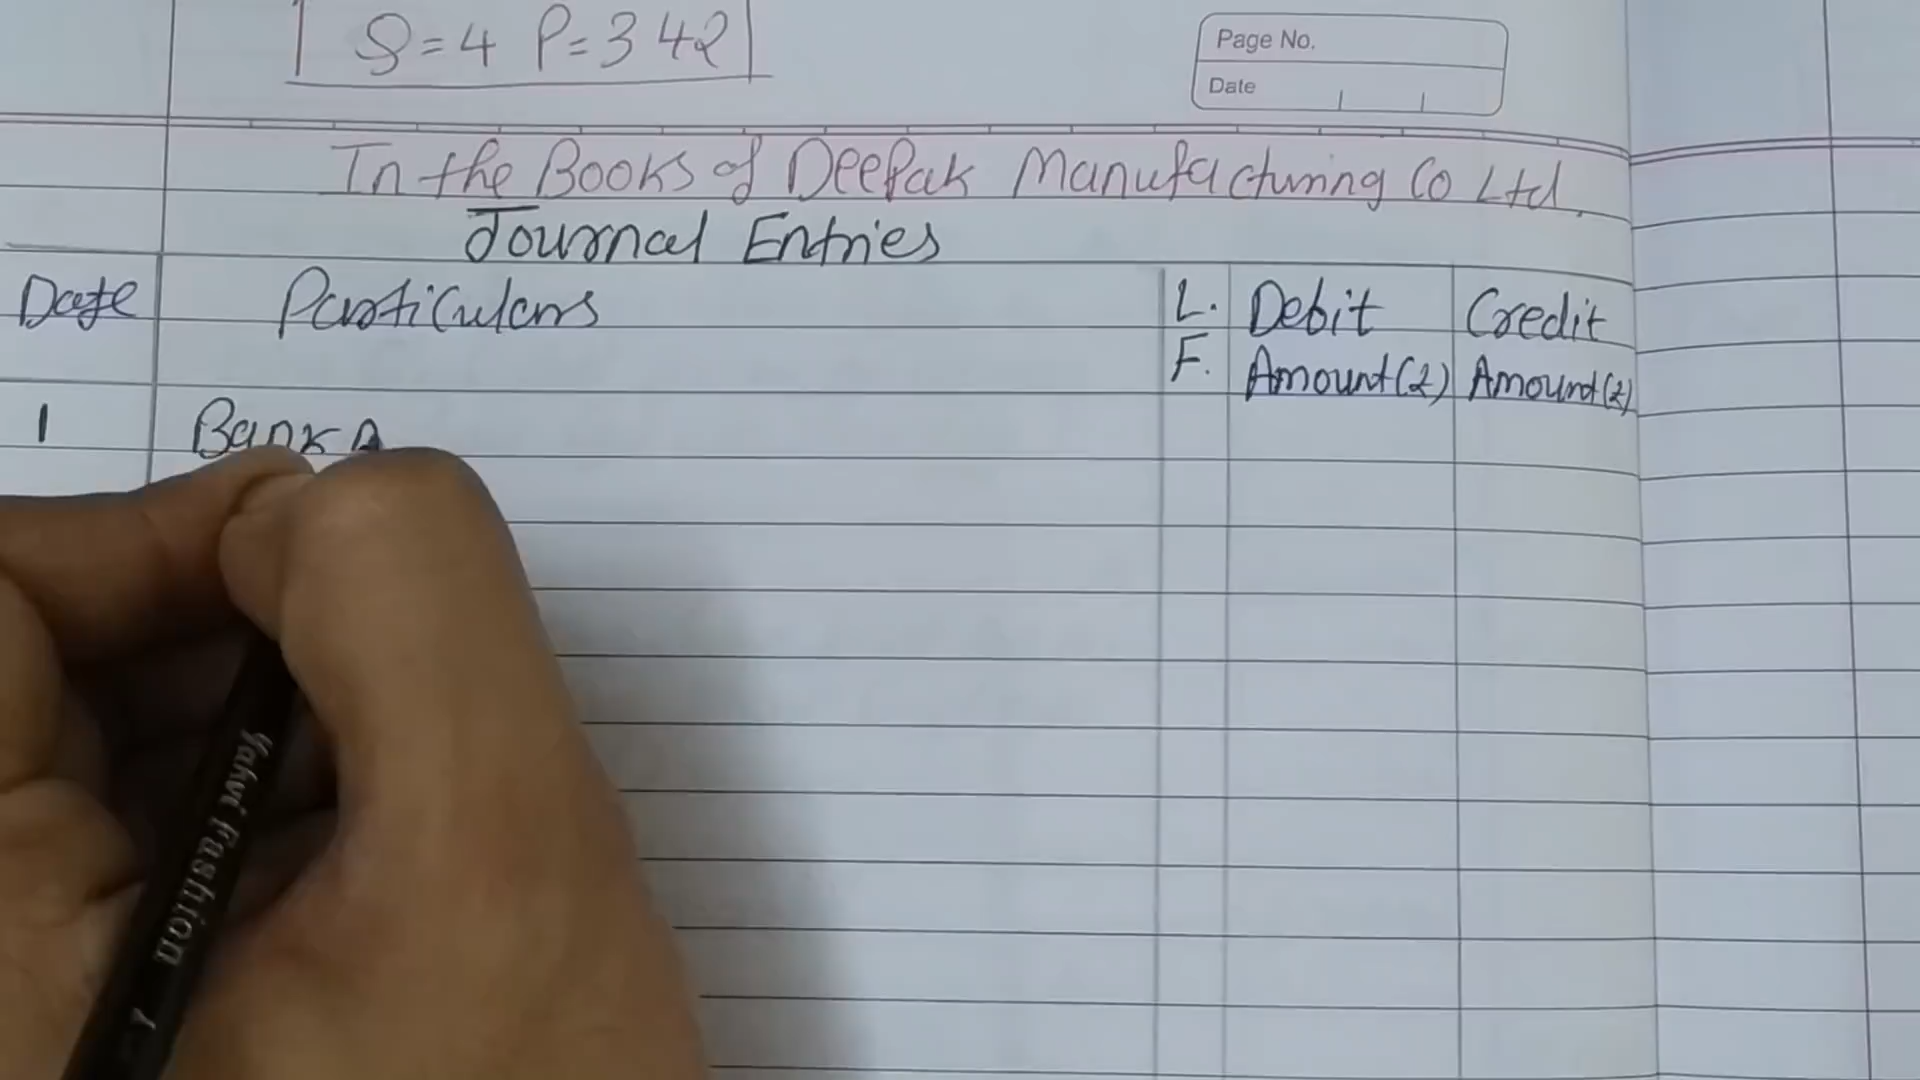 S=4 P=342
Page No.
Date
In the Books of Deepak Manufacturing Co Ltd.
Journal Entries
Date Particulars L. F. Debit Amount(₹) Credit Amount(₹)
1 Bank A
Yahvi Fashion